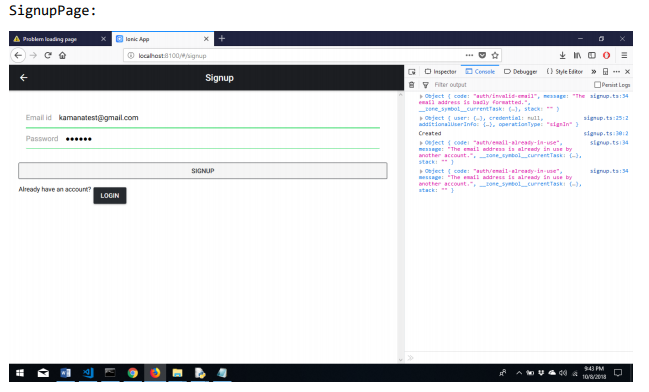 SignupPage:
Problem loading page
Ionic App
localhost:8100/#/signup
Signup
Email id kamanatest@gmail.com
Password ••••••
SIGNUP
Already have an account? LOGIN
Inspector Console Debugger {} Style Editor
Filter output Persist Logs
Object { code: "auth/invalid-email", message: "The signup.ts:34
email address is badly formatted.",
__zone_symbol__currentTask: {…}, stack: "" }
Object { user: {…}, credential: null, signup.ts:25:2
additionalUserInfo: {…}, operationType: "signIn" }
Created signup.ts:30:2
Object { code: "auth/email-already-in-use", signup.ts:34
message: "The email address is already in use by
another account.", __zone_symbol__currentTask: {…},
stack: "" }
Object { code: "auth/email-already-in-use", signup.ts:34
message: "The email address is already in use by
another account.", __zone_symbol__currentTask: {…},
stack: "" }
9:43 PM
10/8/2018